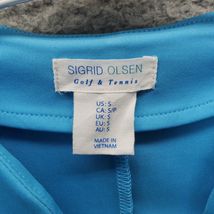 SIGRID OLSEN
Golf & Tennis
US: S
CA: S/P
UK: S
EU: S
AU: S
MADE IN
VIETNAM